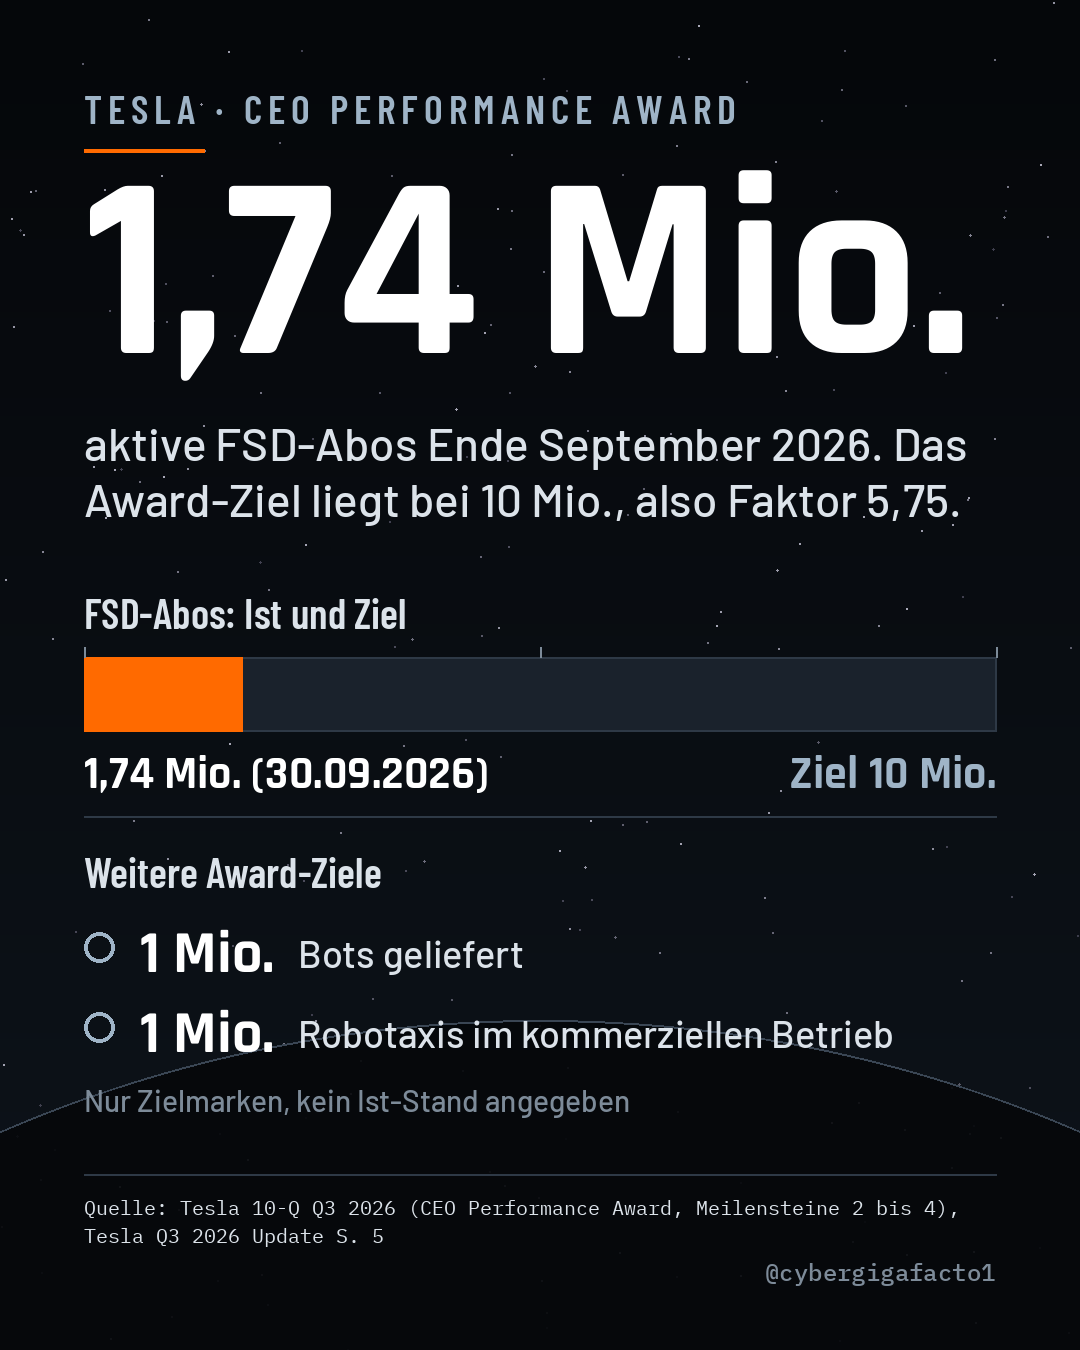 TESLA · CEO PERFORMANCE AWARD
1,74 Mio.
aktive FSD-Abos Ende September 2026. Das
Award-Ziel liegt bei 10 Mio., also Faktor 5,75.
FSD-Abos: Ist und Ziel
1,74 Mio. (30.09.2026)
Ziel 10 Mio.
Weitere Award-Ziele
1 Mio. Bots geliefert
1 Mio. Robotaxis im kommerziellen Betrieb
Nur Zielmarken, kein Ist-Stand angegeben
Quelle: Tesla 10-Q Q3 2026 (CEO Performance Award, Meilensteine 2 bis 4),
Tesla Q3 2026 Update S. 5
@cybergigafacto1